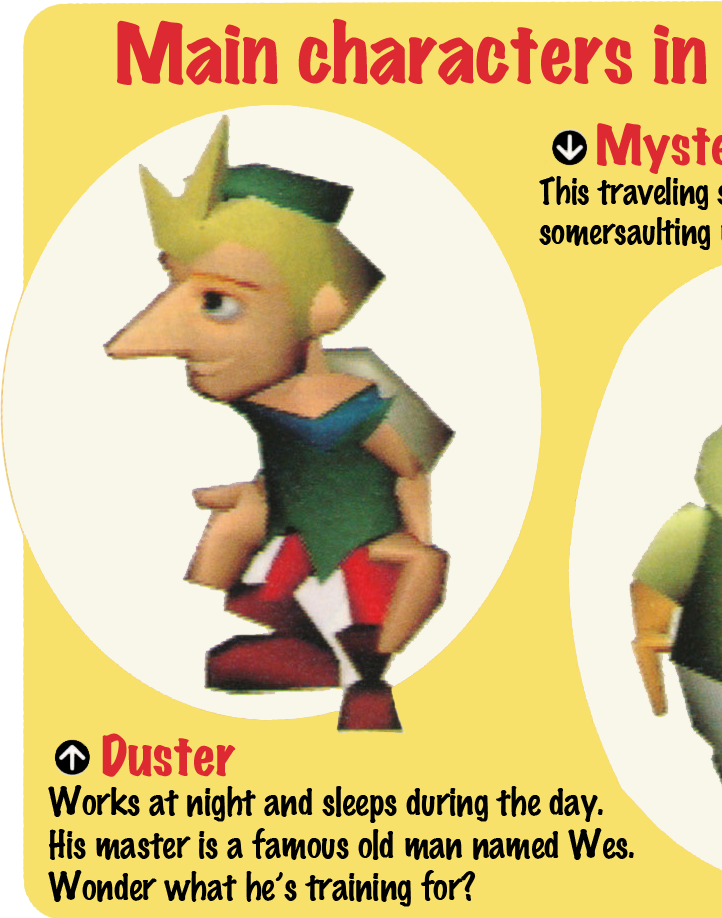 Main characters in
This traveling
somersaulting
Duster
Works at night and sleeps during the day.
His master is a famous old man named Wes.
Wonder what he's training for?